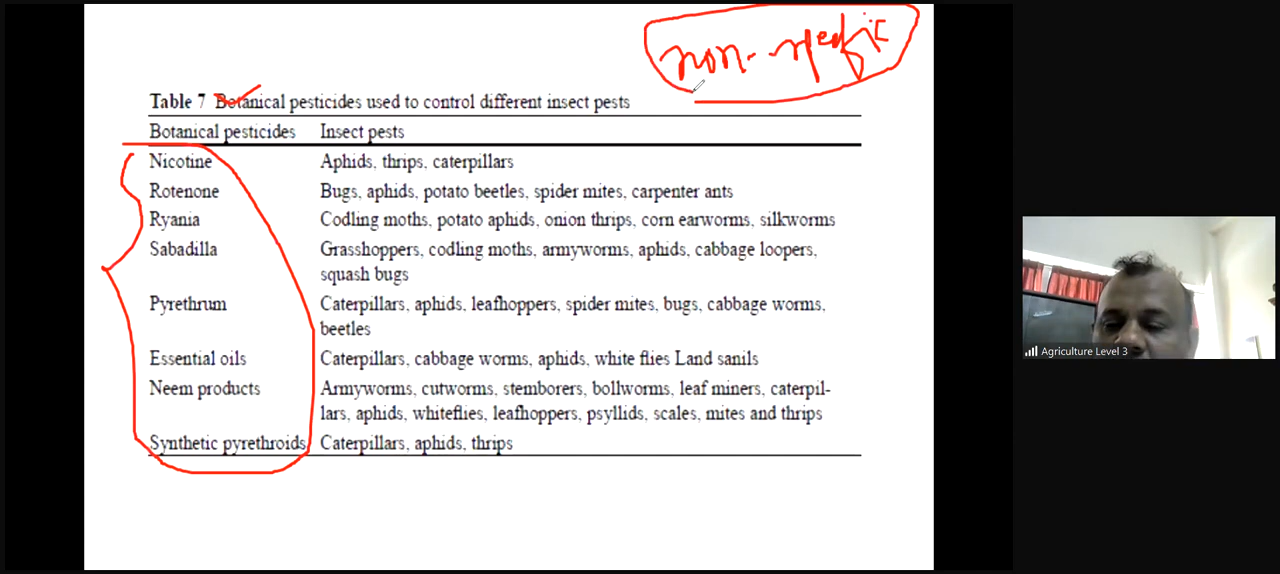 non-specific
Table 7 Botanical pesticides used to control different insect pests
Botanical pesticides Insect pests
Nicotine Aphids, thrips, caterpillars
Rotenone Bugs, aphids, potato beetles, spider mites, carpenter ants
Ryania Codling moths, potato aphids, onion thrips, corn earworms, silkworms
Sabadilla Grasshoppers, codling moths, armyworms, aphids, cabbage loopers,
squash bugs
Pyrethrum Caterpillars, aphids, leafhoppers, spider mites, bugs, cabbage worms,
beetles
Essential oils Caterpillars, cabbage worms, aphids, white flies Land sanils
Neem products Armyworms, cutworms, stemborers, bollworms, leaf miners, caterpil-
lars, aphids, whiteflies, leafhoppers, psyllids, scales, mites and thrips
Synthetic pyrethroids Caterpillars, aphids, thrips
Agriculture Level 3